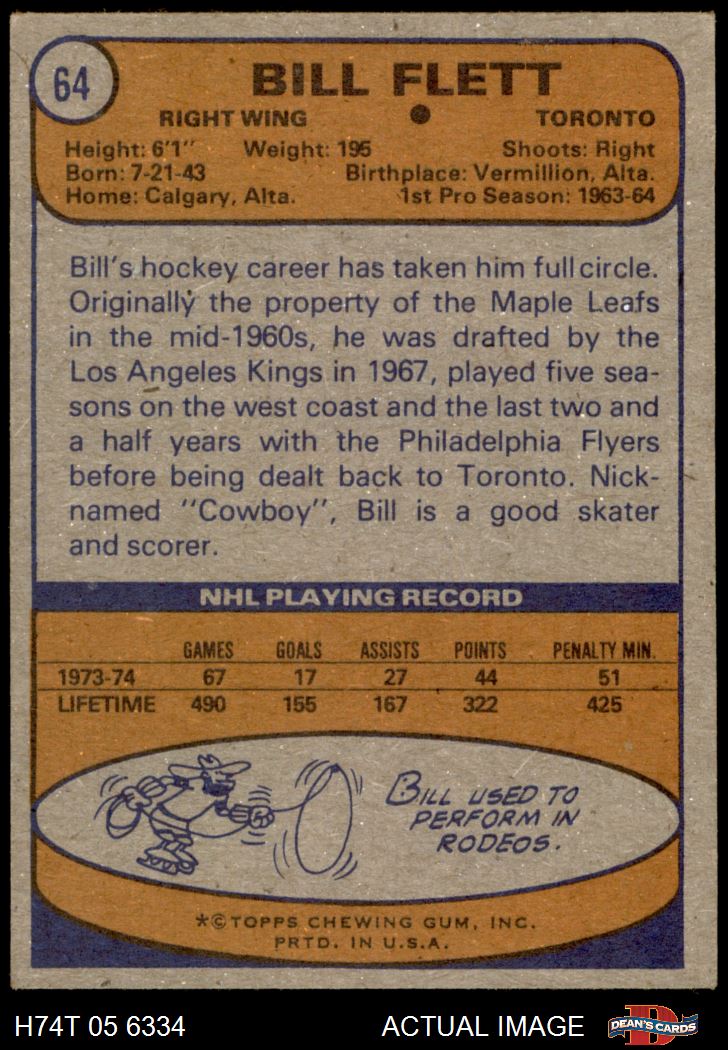 64
BILL FLETT
RIGHT WING ● TORONTO
Height: 6'1" Weight: 195 Shoots: Right
Born: 7-21-43 Birthplace: Vermillion, Alta.
Home: Calgary, Alta. 1st Pro Season: 1963-64
Bill's hockey career has taken him full circle.
Originally the property of the Maple Leafs
in the mid-1960s, he was drafted by the
Los Angeles Kings in 1967, played five sea-
sons on the west coast and the last two and
a half years with the Philadelphia Flyers
before being dealt back to Toronto. Nick-
named "Cowboy", Bill is a good skater
and scorer.
NHL PLAYING RECORD
GAMES GOALS ASSISTS POINTS PENALTY MIN.
1973-74 67 17 27 44 51
LIFETIME 490 155 167 322 425
BILL USED TO
PERFORM IN
RODEOS.
*©TOPPS CHEWING GUM, INC.
PRTD. IN U.S.A.
H74T 05 6334 ACTUAL IMAGE D DEAN'S CARDS